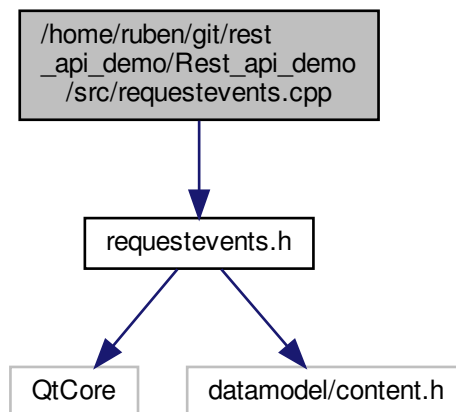 /home/ruben/git/rest
_api_demo/Rest_api_demo
/src/requestevents.cpp
requestevents.h
QtCore
datamodel/content.h